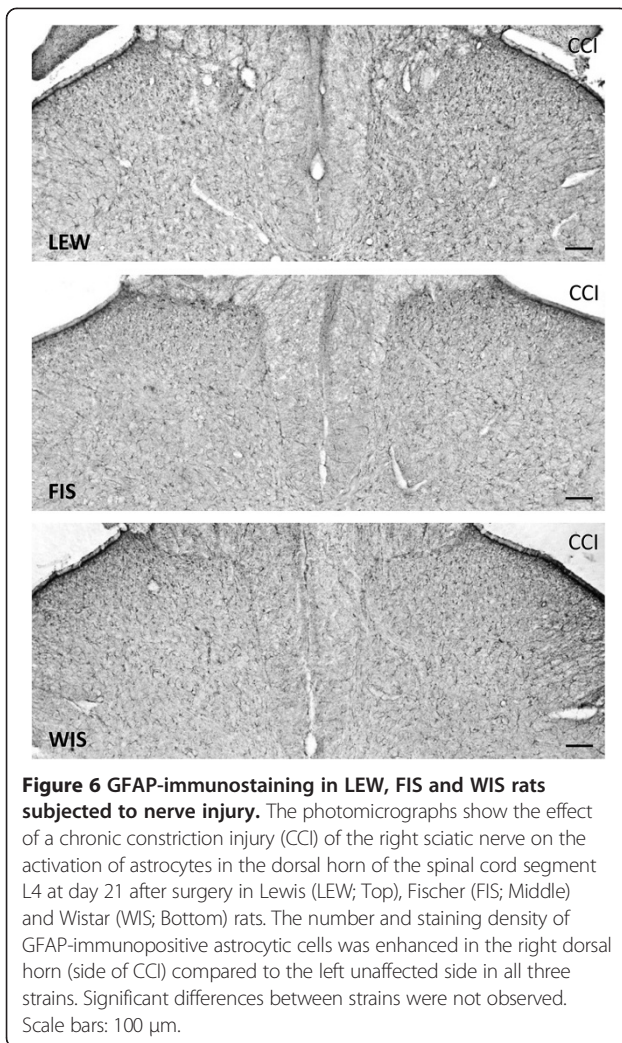 CCI
LEW
CCI
FIS
CCI
WIS
Figure 6 GFAP-immunostaining in LEW, FIS and WIS rats
subjected to nerve injury. The photomicrographs show the effect
of a chronic constriction injury (CCI) of the right sciatic nerve on the
activation of astrocytes in the dorsal horn of the spinal cord segment
L4 at day 21 after surgery in Lewis (LEW; Top), Fischer (FIS; Middle)
and Wistar (WIS; Bottom) rats. The number and staining density of
GFAP-immunopositive astrocytic cells was enhanced in the right dorsal
horn (side of CCI) compared to the left unaffected side in all three
strains. Significant differences between strains were not observed.
Scale bars: 100 μm.